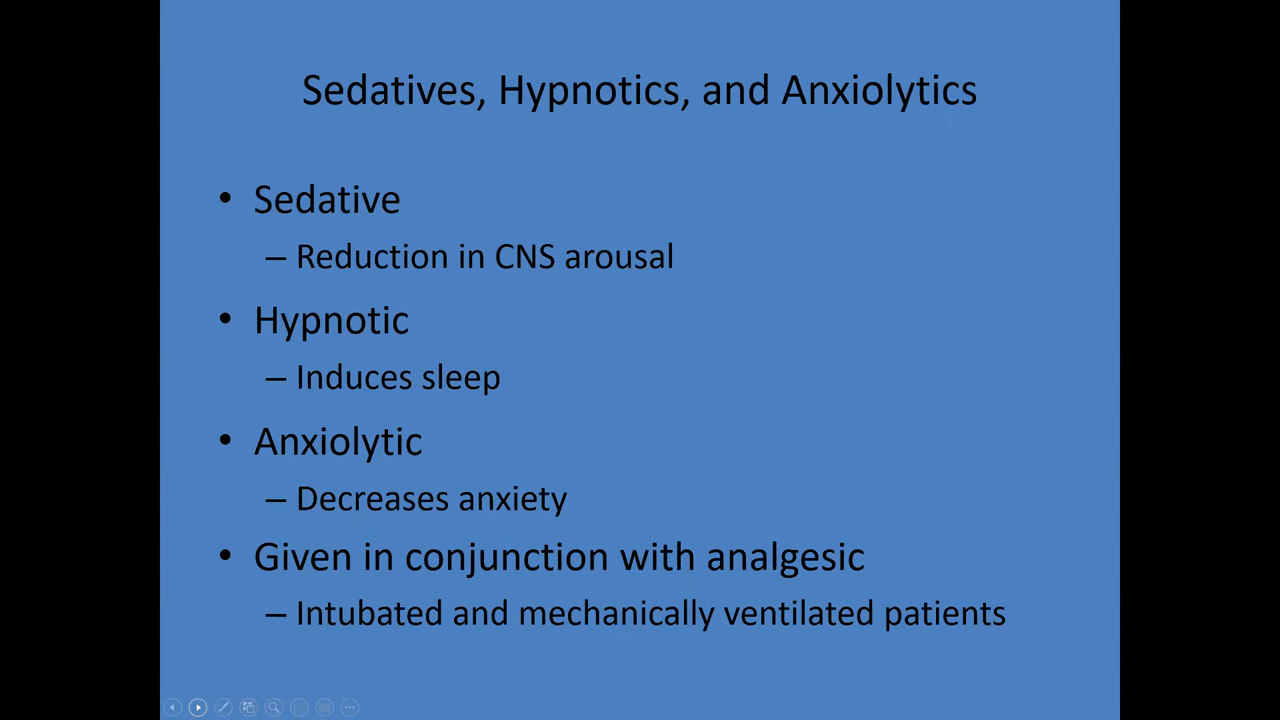 Sedatives, Hypnotics, and Anxiolytics
• Sedative
– Reduction in CNS arousal
• Hypnotic
– Induces sleep
• Anxiolytic
– Decreases anxiety
• Given in conjunction with analgesic
– Intubated and mechanically ventilated patients